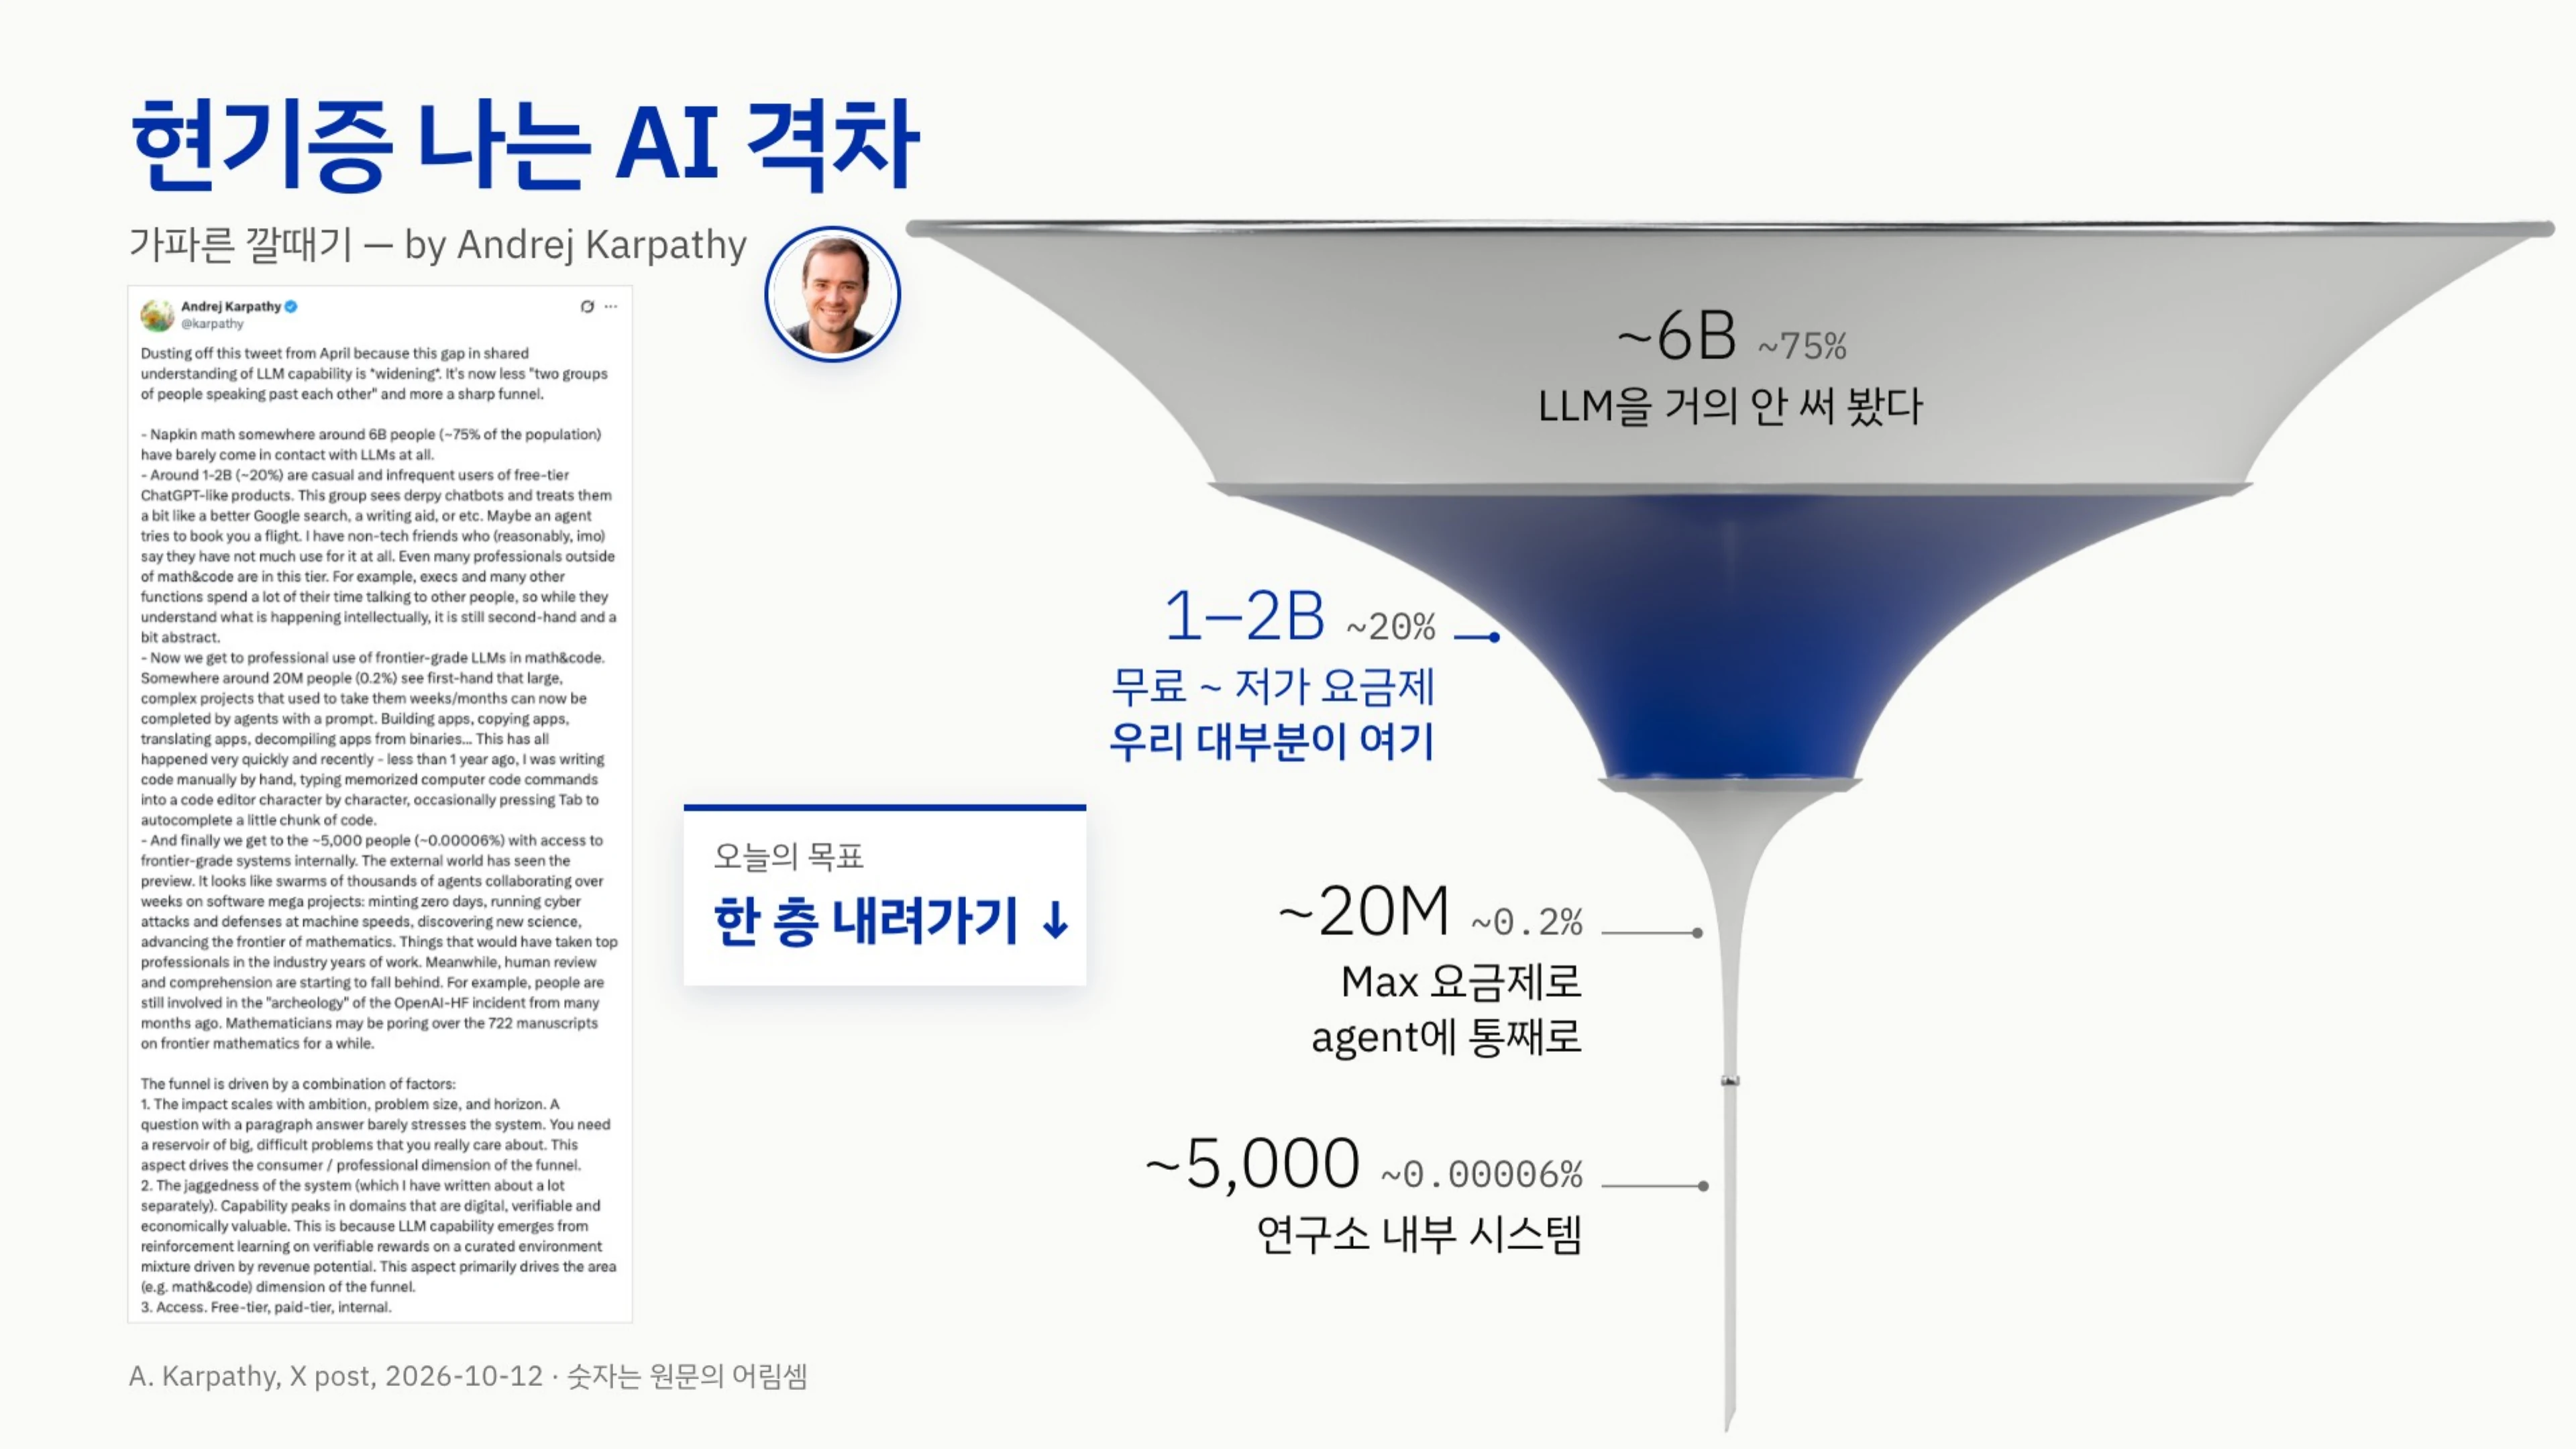 현기증 나는 AI 격차
가파른 깔때기 — by Andrej Karpathy
Andrej Karpathy
@karpathy
Dusting off this tweet from April because this gap in shared
understanding of LLM capability is *widening*. It's now less "two groups
of people speaking past each other" and more a sharp funnel.
- Napkin math somewhere around 6B people (~75% of the population)
have barely come in contact with LLMs at all.
- Around 1-2B (~20%) are casual and infrequent users of free-tier
ChatGPT-like products. This group sees derpy chatbots and treats them
a bit like a better Google search, a writing aid, or etc. Maybe an agent
tries to book you a flight. I have non-tech friends who (reasonably, imo)
say they have not much use for it at all. Even many professionals outside
of math&code are in this tier. For example, execs and many other
functions spend a lot of their time talking to other people, so while they
understand what is happening intellectually, it is still second-hand and a
bit abstract.
- Now we get to professional use of frontier-grade LLMs in math&code.
Somewhere around 20M people (0.2%) see first-hand that large,
complex projects that used to take them weeks/months can now be
completed by agents with a prompt. Building apps, copying apps,
translating apps, decompiling apps from binaries... This has all
happened very quickly and recently - less than 1 year ago, I was writing
code manually by hand, typing memorized computer code commands
into a code editor character by character, occasionally pressing Tab to
autocomplete a little chunk of code.
- And finally we get to the ~5,000 people (~0.00006%) with access to
frontier-grade systems internally. The external world has seen the
preview. It looks like swarms of thousands of agents collaborating over
weeks on software mega projects: minting zero days, running cyber
attacks and defenses at machine speeds, discovering new science,
advancing the frontier of mathematics. Things that would have taken top
professionals in the industry years of work. Meanwhile, human review
and comprehension are starting to fall behind. For example, people are
still involved in the "archeology" of the OpenAI-HF incident from many
months ago. Mathematicians may be poring over the 722 manuscripts
on frontier mathematics for a while.
The funnel is driven by a combination of factors:
1. The impact scales with ambition, problem size, and horizon. A
question with a paragraph answer barely stresses the system. You need
a reservoir of big, difficult problems that you really care about. This
aspect drives the consumer / professional dimension of the funnel.
2. The jaggedness of the system (which I have written about a lot
separately). Capability peaks in domains that are digital, verifiable and
economically valuable. This is because LLM capability emerges from
reinforcement learning on verifiable rewards on a curated environment
mixture driven by revenue potential. This aspect primarily drives the area
(e.g. math&code) dimension of the funnel.
3. Access. Free-tier, paid-tier, internal.
오늘의 목표
한 층 내려가기 ↓
~6B ~75%
LLM을 거의 안 써 봤다
1–2B ~20%
무료 ~ 저가 요금제
우리 대부분이 여기
~20M ~0.2%
Max 요금제로
agent에 통째로
~5,000 ~0.00006%
연구소 내부 시스템
A. Karpathy, X post, 2026-10-12 · 숫자는 원문의 어림셈